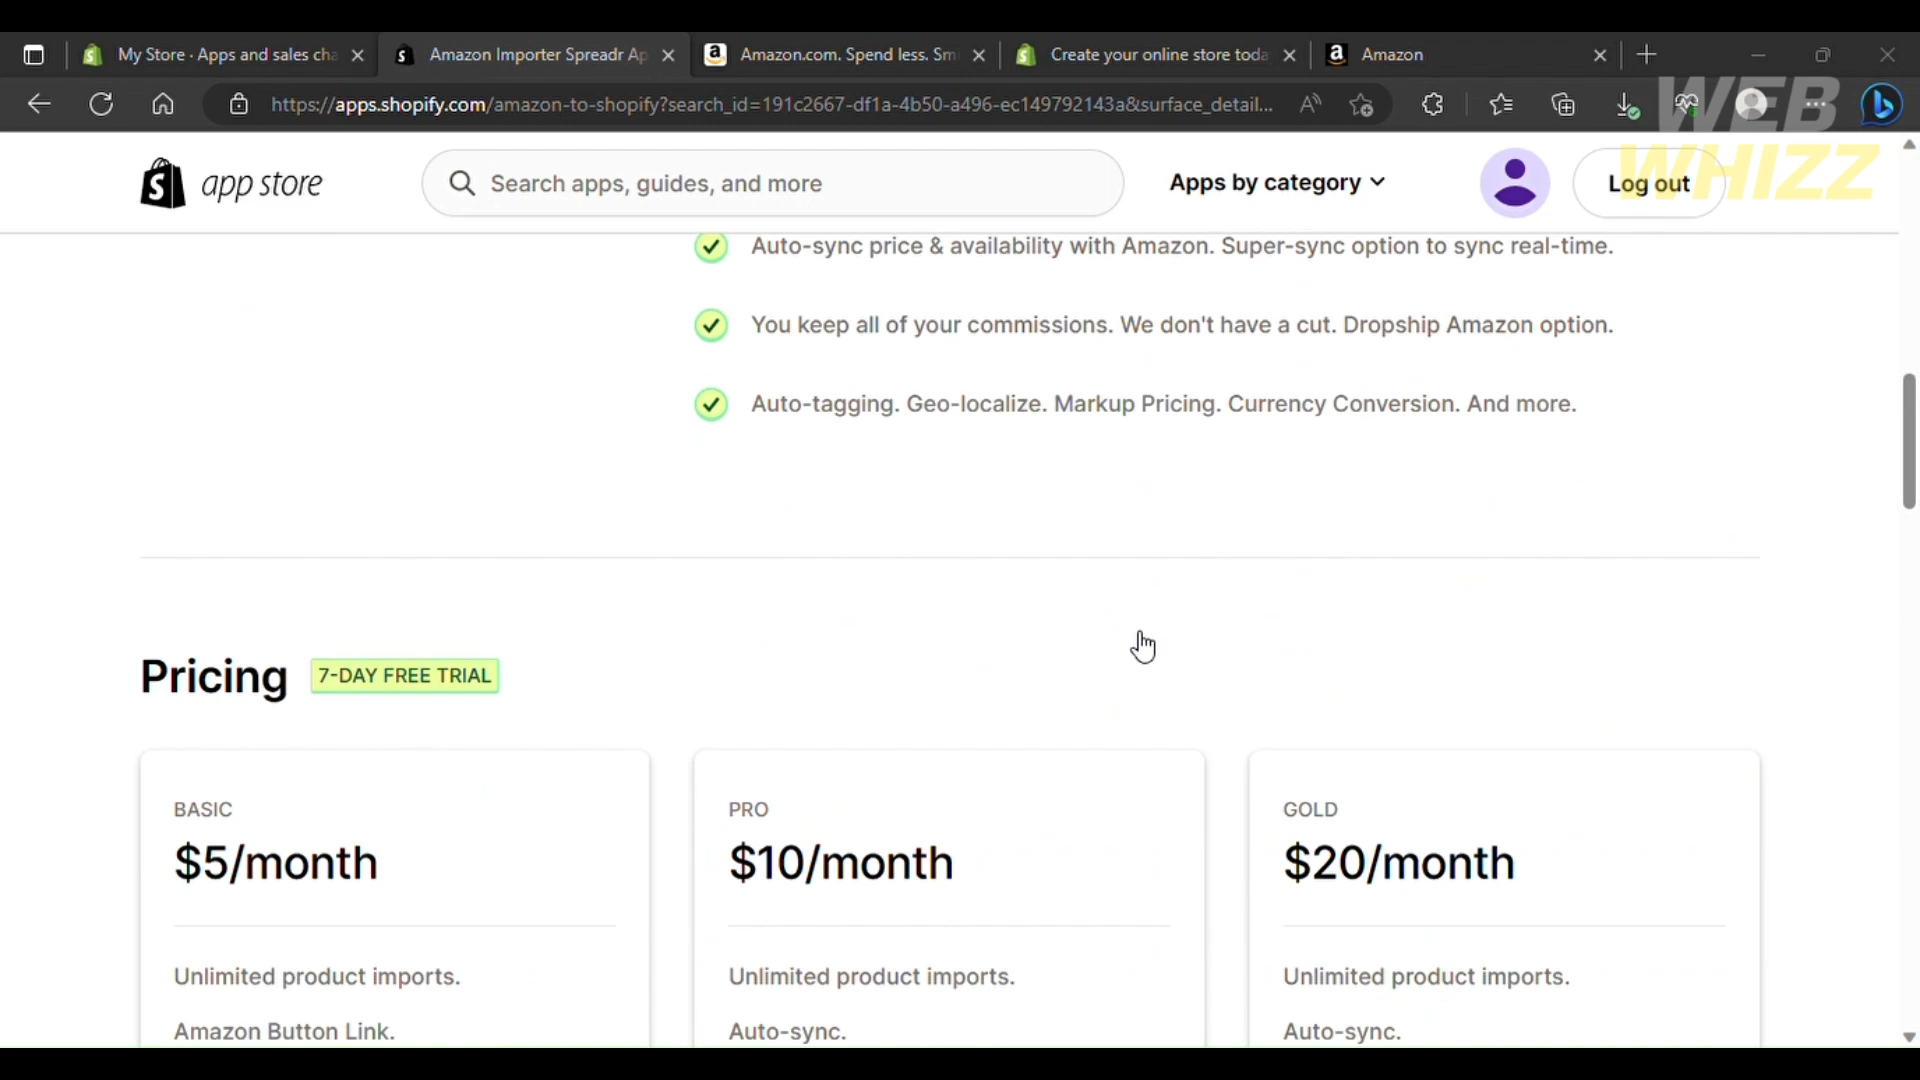 My Store · Apps and sales cha
Amazon Importer Spreadr Ap
Amazon.com. Spend less. Smi
Create your online store toda
Amazon
https://apps.shopify.com/amazon-to-shopify?search_id=191c2667-df1a-4b50-a496-ec149792143a&surface_detail...
WEB
WHIZZ
app store
Search apps, guides, and more
Apps by category
Log out
Auto-sync price & availability with Amazon. Super-sync option to sync real-time.
You keep all of your commissions. We don't have a cut. Dropship Amazon option.
Auto-tagging. Geo-localize. Markup Pricing. Currency Conversion. And more.
Pricing
7-DAY FREE TRIAL
BASIC
$5/month
Unlimited product imports.
Amazon Button Link.
PRO
$10/month
Unlimited product imports.
Auto-sync.
GOLD
$20/month
Unlimited product imports.
Auto-sync.